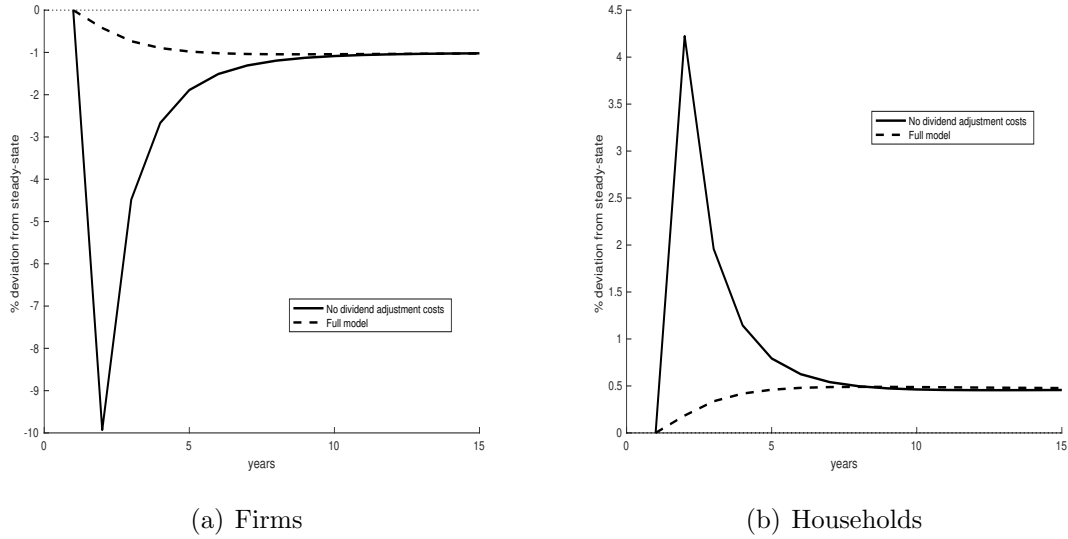 0
-1
-2
-3
-4
-5
-6
-7
-8
-9
-10
% deviation from steady-state
No dividend adjustment costs
Full model
0 5 10 15
years
(a) Firms
4.5
4
3.5
3
2.5
2
1.5
1
0.5
0
% deviation from steady-state
No dividend adjustment costs
Full model
0 5 10 15
years
(b) Households